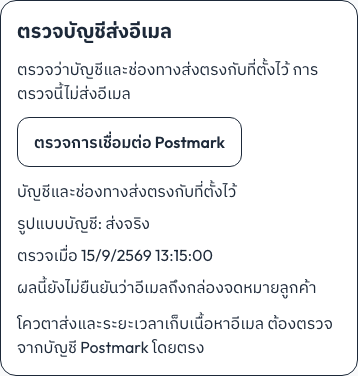 ตรวจบัญชีส่งอีเมล
ตรวจว่าบัญชีและช่องทางส่งตรงกับที่ตั้งไว้ การ
ตรวจนี้ไม่ส่งอีเมล
ตรวจการเชื่อมต่อ Postmark
บัญชีและช่องทางส่งตรงกับที่ตั้งไว้
รูปแบบบัญชี: ส่งจริง
ตรวจเมื่อ 15/9/2569 13:15:00
ผลนี้ยังไม่ยืนยันว่าอีเมลถึงกล่องจดหมายลูกค้า
โควตาส่งและระยะเวลาเก็บเนื้อหาอีเมล ต้องตรวจ
จากบัญชี Postmark โดยตรง